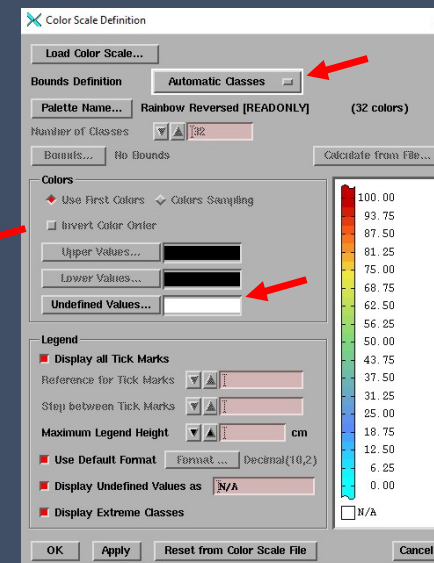 Color Scale Definition
Load Color Scale...
Bounds Definition Automatic Classes
Palette Name... Rainbow Reversed [READONLY] (32 colors)
Number of Classes 32
Bounds... No Bounds Calculate from File...
Colors
Use First Colors Colors Sampling
Invert Color Order
Upper Values...
Lower Values...
Undefined Values...
Legend
Display all Tick Marks
Reference for Tick Marks
Step between Tick Marks
Maximum Legend Height cm
Use Default Format Format ... Decimal(10,2)
Display Undefined Values as N/A
Display Extreme Classes
100.00
93.75
87.50
81.25
75.00
68.75
62.50
56.25
50.00
43.75
37.50
31.25
25.00
18.75
12.50
6.25
0.00
N/A
OK Apply Reset from Color Scale File Cancel